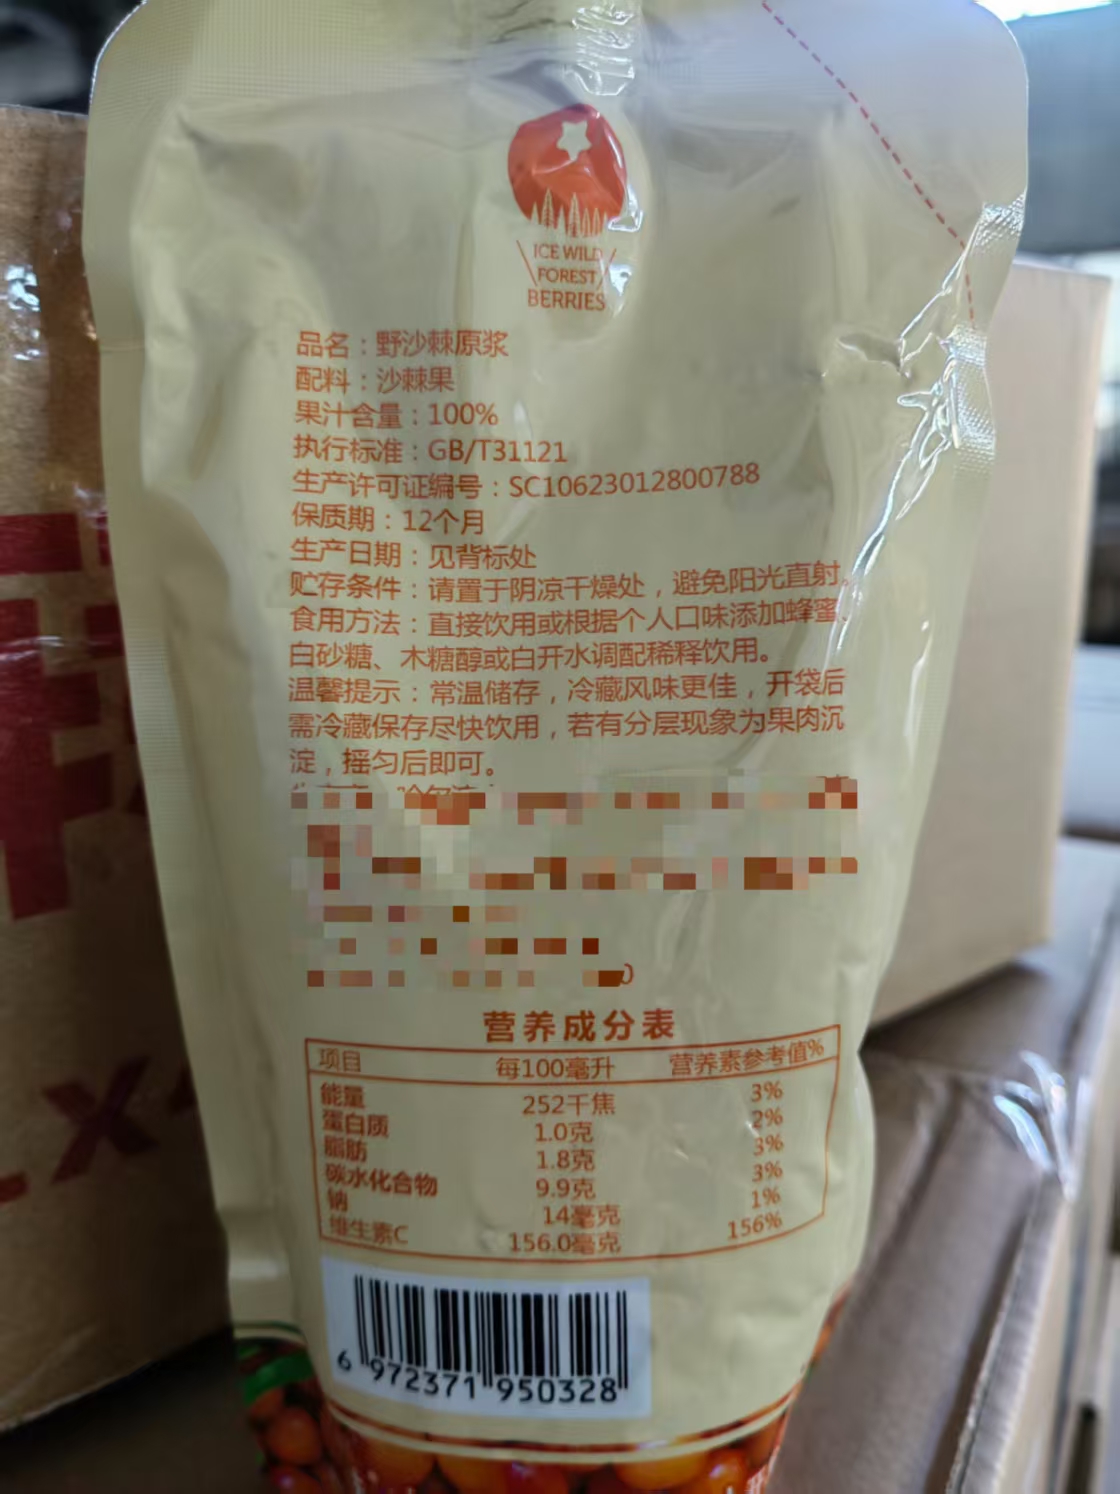 ICE WILD
FOREST
BERRIES
品名：野沙棘原浆
配料：沙棘果
果汁含量：100%
执行标准：GB/T31121
生产许可证编号：SC10623012800788
保质期：12个月
生产日期：见背标处
贮存条件：请置于阴凉干燥处，避免阳光直射。
食用方法：直接饮用或根据个人口味添加蜂蜜、
白砂糖、木糖醇或白开水调配稀释饮用。
温馨提示：常温储存，冷藏风味更佳，开袋后
需冷藏保存尽快饮用，若有分层现象为果肉沉
淀，摇匀后即可。
营养成分表
项目 每100毫升 营养素参考值%
能量 252千焦 3%
蛋白质 1.0克 2%
脂肪 1.8克 3%
碳水化合物 9.9克 3%
钠 14毫克 1%
维生素C 156.0毫克 156%
6 972371 950328